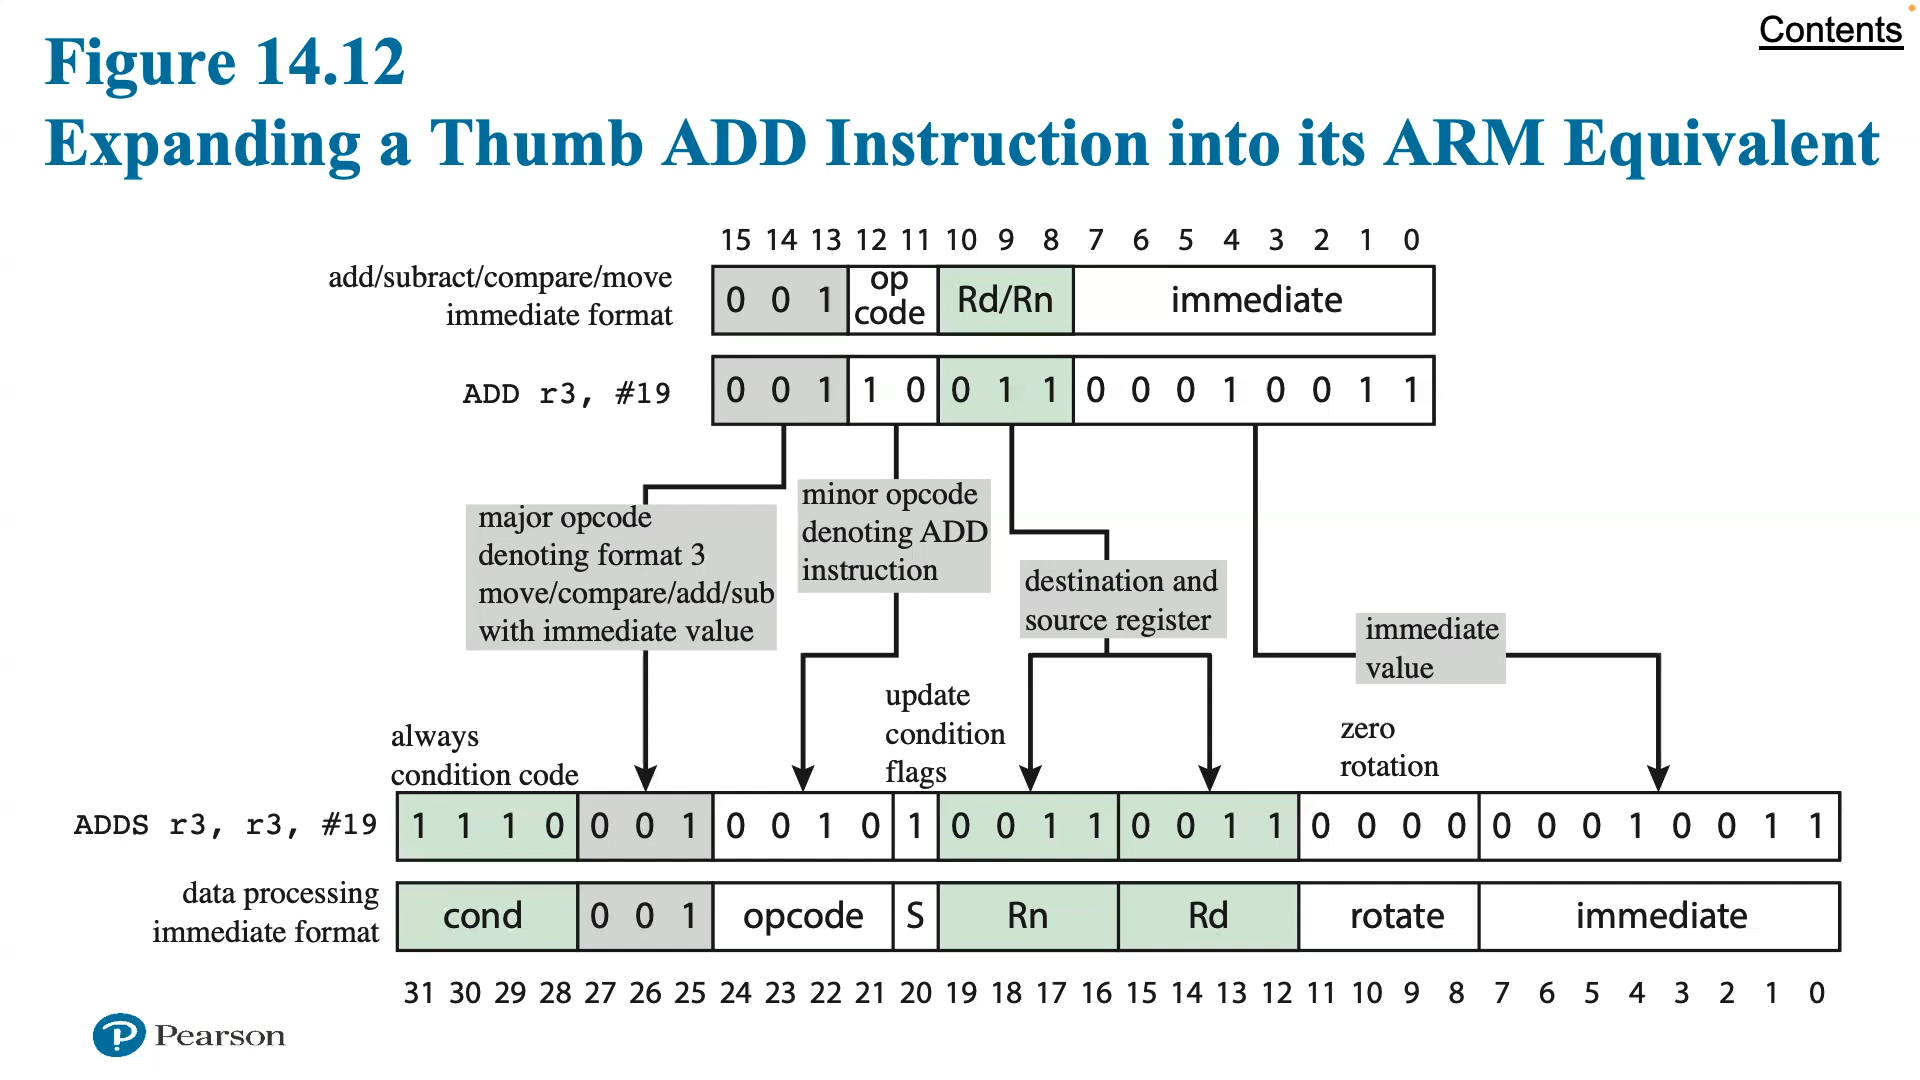 Contents
Figure 14.12
Expanding a Thumb ADD Instruction into its ARM Equivalent
15 14 13 12 11 10 9 8 7 6 5 4 3 2 1 0
add/subract/compare/move
immediate format
0 0 1 op code Rd/Rn immediate
ADD r3, #19 0 0 1 1 0 0 1 1 0 0 0 1 0 0 1 1
major opcode
denoting format 3
move/compare/add/sub
with immediate value
minor opcode
denoting ADD
instruction
destination and
source register
immediate
value
always
condition code
update
condition
flags
zero
rotation
ADDS r3, r3, #19 1 1 1 0 0 0 1 0 0 1 0 1 0 0 1 1 0 0 1 1 0 0 0 0 0 0 0 1 0 0 1 1
data processing
immediate format
cond 0 0 1 opcode S Rn Rd rotate immediate
31 30 29 28 27 26 25 24 23 22 21 20 19 18 17 16 15 14 13 12 11 10 9 8 7 6 5 4 3 2 1 0
Pearson